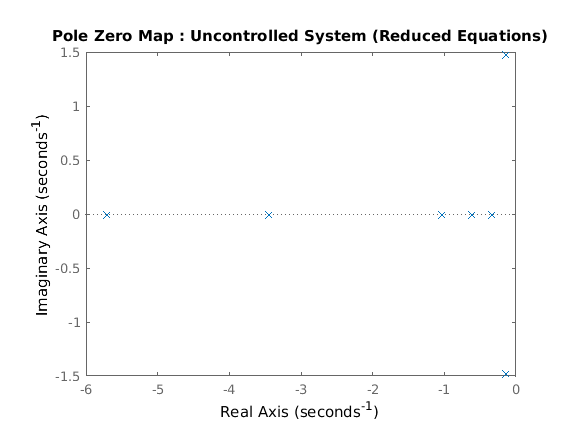 Pole Zero Map : Uncontrolled System (Reduced Equations)
1.5
1
0.5
0
-0.5
-1
-1.5
Imaginary Axis (seconds⁻¹)
-6 -5 -4 -3 -2 -1 0
Real Axis (seconds⁻¹)